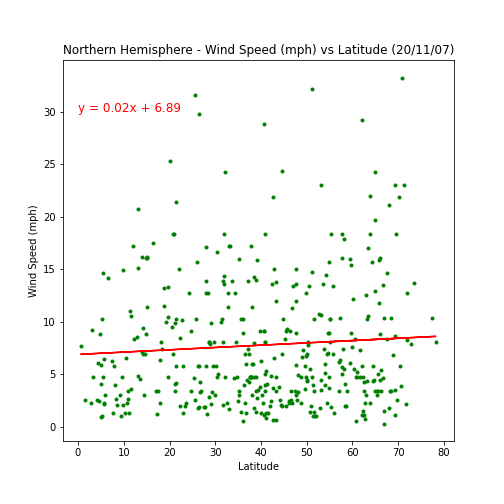 Northern Hemisphere - Wind Speed (mph) vs Latitude (20/11/07)
y = 0.02x + 6.89
Wind Speed (mph)
30
25
20
15
10
5
0
0 10 20 30 40 50 60 70 80
Latitude